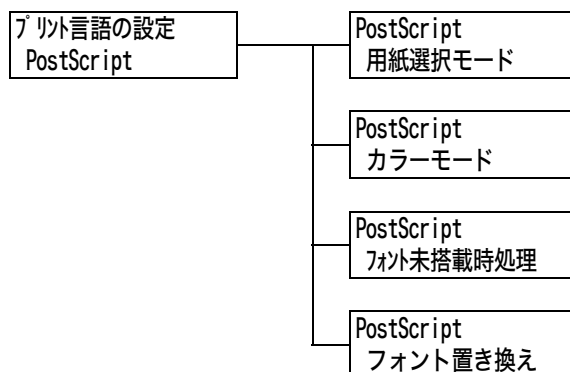 ﾌﾟﾘﾝﾄ言語の設定
PostScript
PostScript
用紙選択モード
PostScript
カラーモード
PostScript
ﾌｫﾝﾄ未搭載時処理
PostScript
フォント置き換え